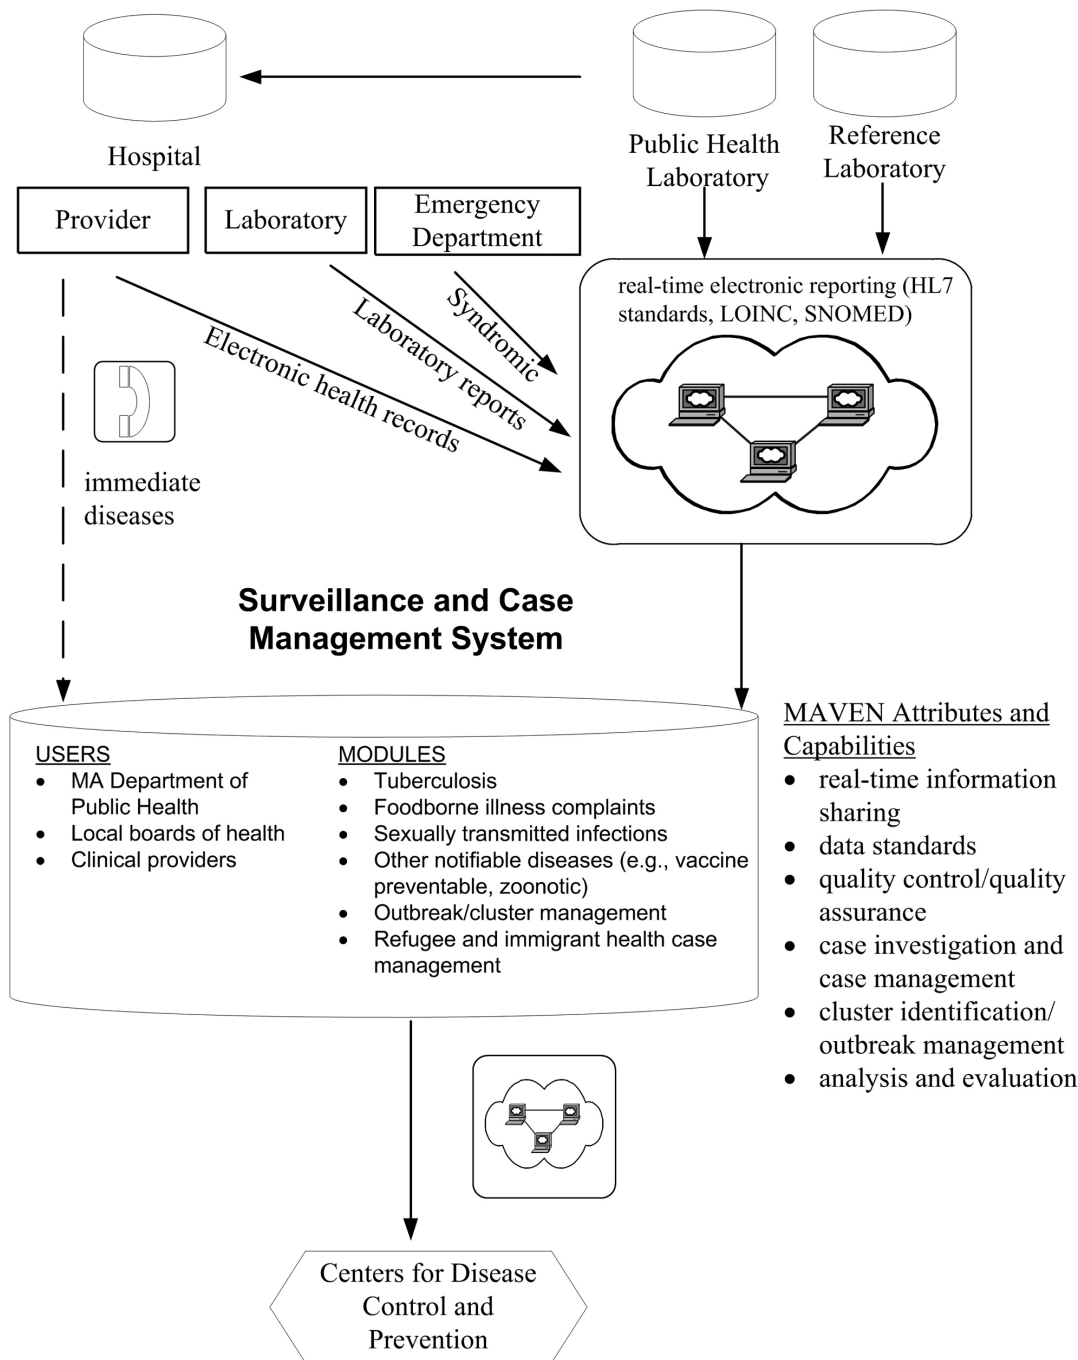 Hospital
Public Health
Laboratory
Reference
Laboratory
Provider
Laboratory
Emergency
Department
Syndromic
Laboratory reports
Electronic health records
real-time electronic reporting (HL7
standards, LOINC, SNOMED)
immediate
diseases
Surveillance and Case
Management System
USERS
• MA Department of
Public Health
• Local boards of health
• Clinical providers
MODULES
• Tuberculosis
• Foodborne illness complaints
• Sexually transmitted infections
• Other notifiable diseases (e.g., vaccine
preventable, zoonotic)
• Outbreak/cluster management
• Refugee and immigrant health case
management
MAVEN Attributes and
Capabilities
• real-time information
sharing
• data standards
• quality control/quality
assurance
• case investigation and
case management
• cluster identification/
outbreak management
• analysis and evaluation
Centers for Disease
Control and
Prevention